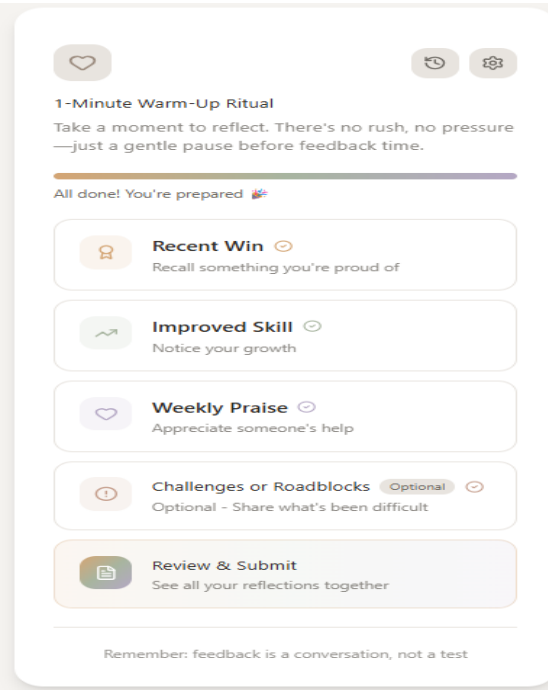 1-Minute Warm-Up Ritual
Take a moment to reflect. There's no rush, no pressure
—just a gentle pause before feedback time.
All done! You're prepared 🎉
Recent Win
Recall something you're proud of
Improved Skill
Notice your growth
Weekly Praise
Appreciate someone's help
Challenges or Roadblocks Optional
Optional - Share what's been difficult
Review & Submit
See all your reflections together
Remember: feedback is a conversation, not a test